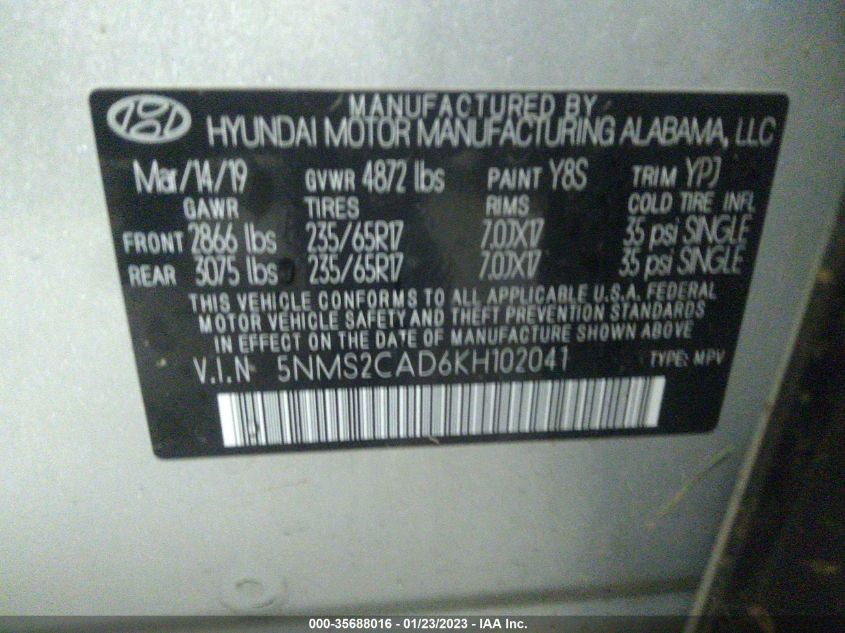 MANUFACTURED BY
HYUNDAI MOTOR MANUFACTURING ALABAMA, LLC
Mar/14/19 GVWR 4872 lbs PAINT Y8S TRIM YPJ
GAWR TIRES RIMS COLD TIRE INFL
FRONT 2866 lbs 235/65R17 7.0JX17 35 psi SINGLE
REAR 3075 lbs 235/65R17 7.0JX17 35 psi SINGLE
THIS VEHICLE CONFORMS TO ALL APPLICABLE U.S.A. FEDERAL
MOTOR VEHICLE SAFETY AND THEFT PREVENTION STANDARDS
IN EFFECT ON THE DATE OF MANUFACTURE SHOWN ABOVE
V.I.N 5NMS2CAD6KH102041 TYPE: MPV
000-35688016 - 01/23/2023 - IAA Inc.